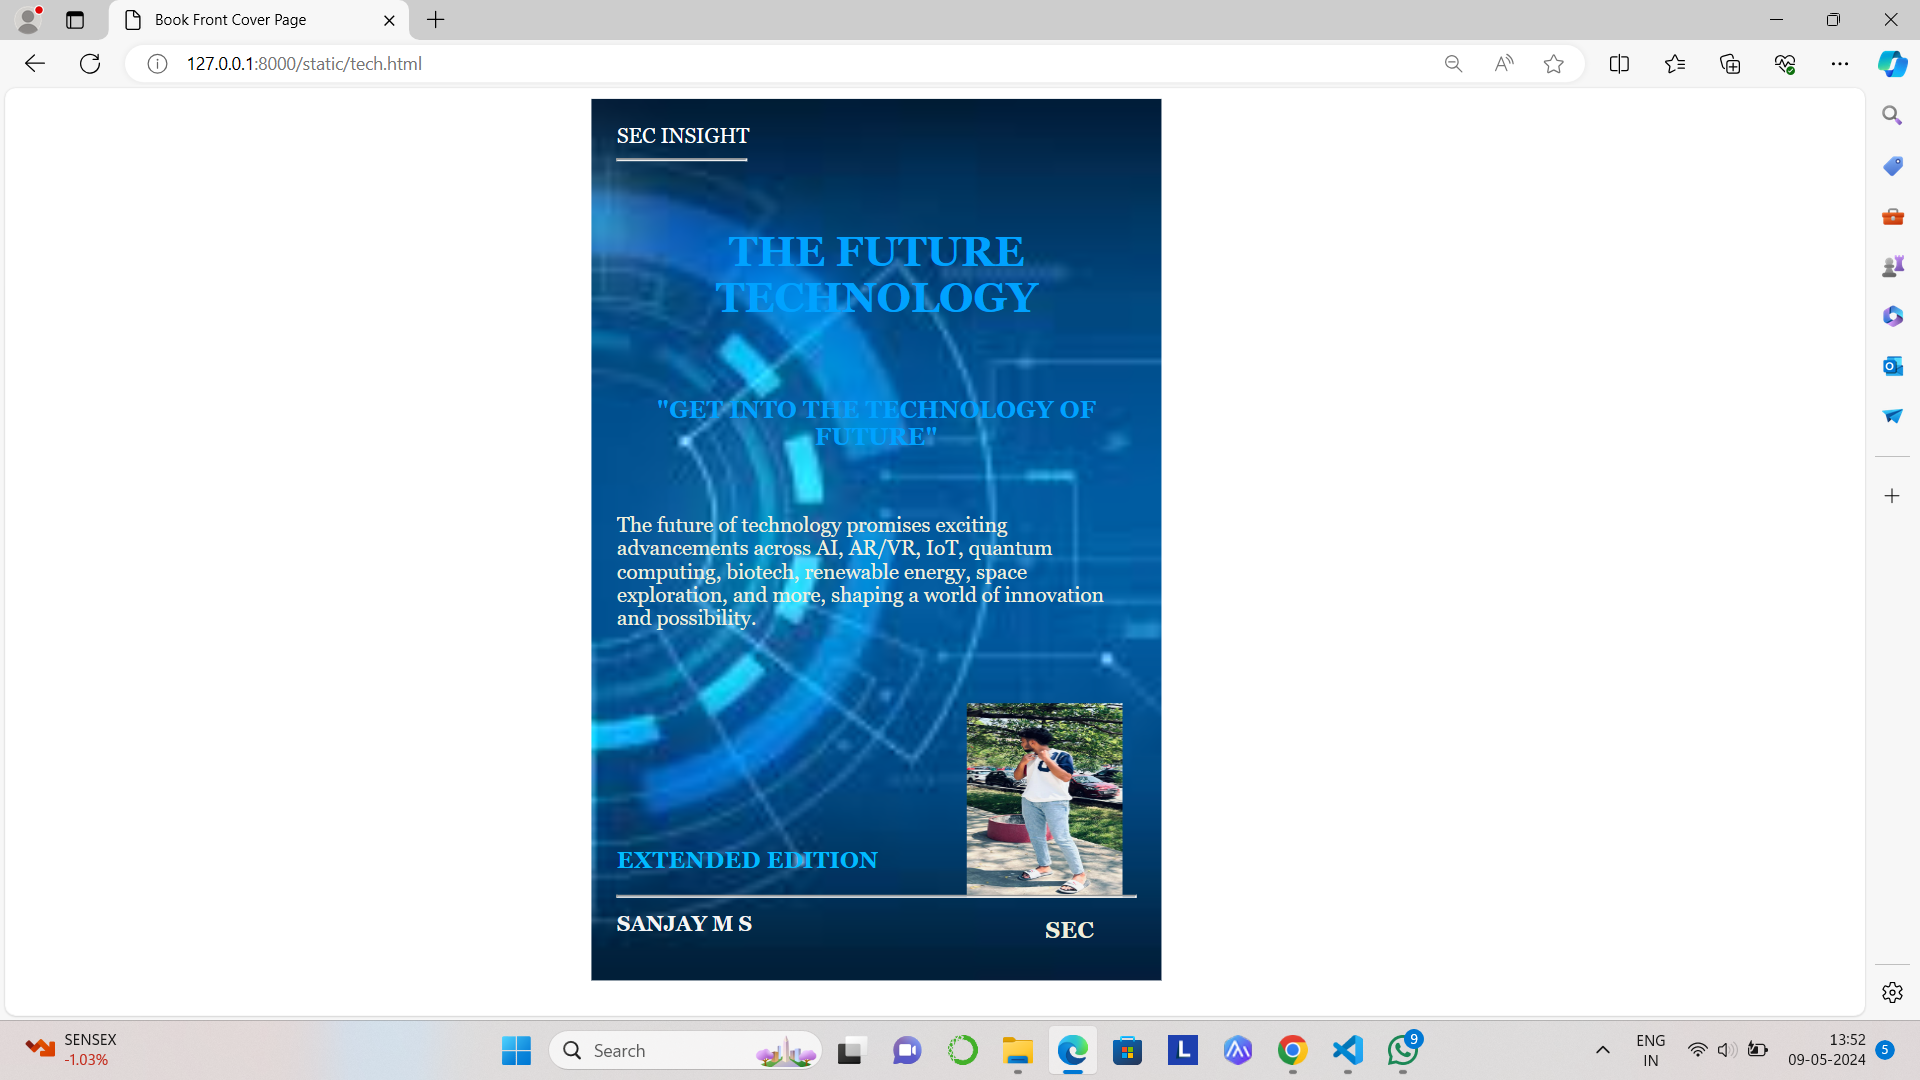 Book Front Cover Page
127.0.0.1:8000/static/tech.html
SEC INSIGHT
THE FUTURE
TECHNOLOGY
"GET INTO THE TECHNOLOGY OF
FUTURE"
The future of technology promises exciting
advancements across AI, AR/VR, IoT, quantum
computing, biotech, renewable energy, space
exploration, and more, shaping a world of innovation
and possibility.
EXTENDED EDITION
SANJAY M S
SEC
SENSEX
-1.03%
Search
L
9
ENG
IN
13:52
09-05-2024
5